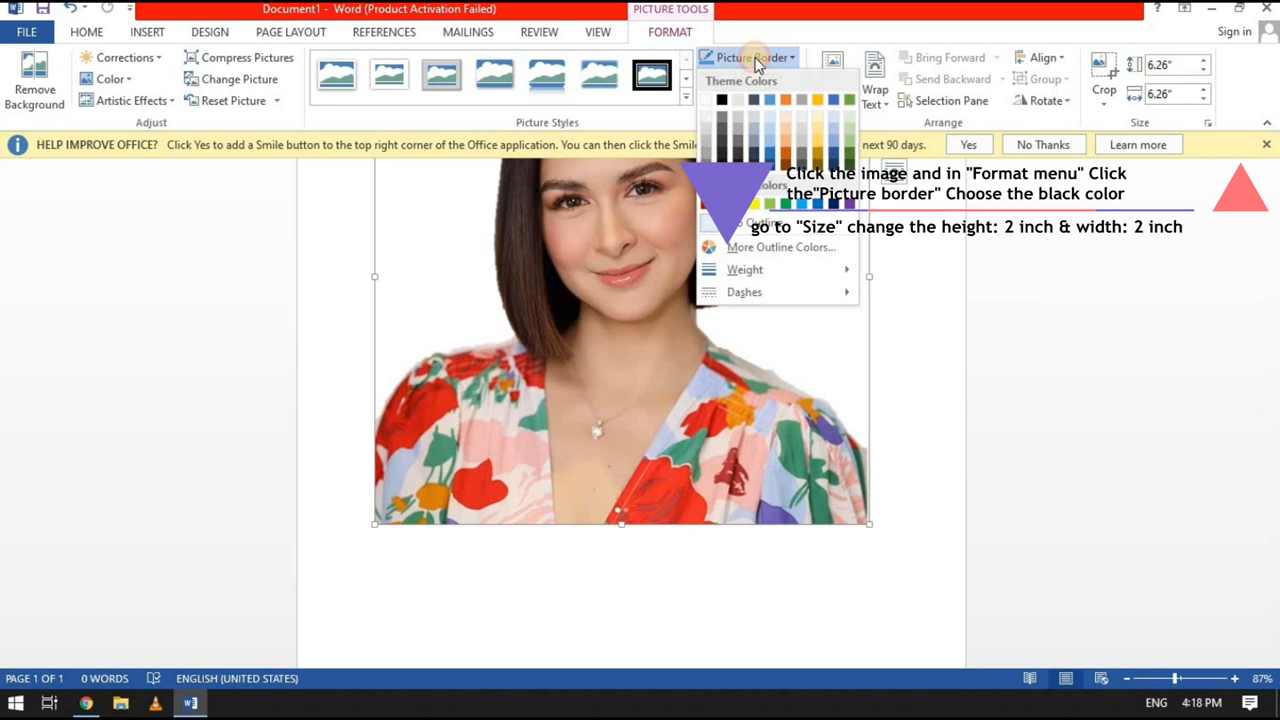 Document1 - Word (Product Activation Failed)
PICTURE TOOLS
?
FILE
HOME
INSERT
DESIGN
PAGE LAYOUT
REFERENCES
MAILINGS
REVIEW
VIEW
FORMAT
Sign in
Remove
Background
Corrections
Color
Artistic Effects
Compress Pictures
Change Picture
Reset Picture
Adjust
Picture Styles
Picture Border
Wrap
Text
Bring Forward
Send Backward
Selection Pane
Align
Group
Rotate
Arrange
Crop
6.26"
6.26"
Size
HELP IMPROVE OFFICE? Click Yes to add a Smile button to the top right corner of the Office application. You can then click the Smile
next 90 days.
Yes
No Thanks
Learn more
Theme Colors
Click the image and in "Format menu" Click
the"Picture border" Choose the black color
go to "Size" change the height: 2 inch & width: 2 inch
More Outline Colors...
Weight
Dashes
PAGE 1 OF 1
0 WORDS
ENGLISH (UNITED STATES)
87%
ENG
4:18 PM